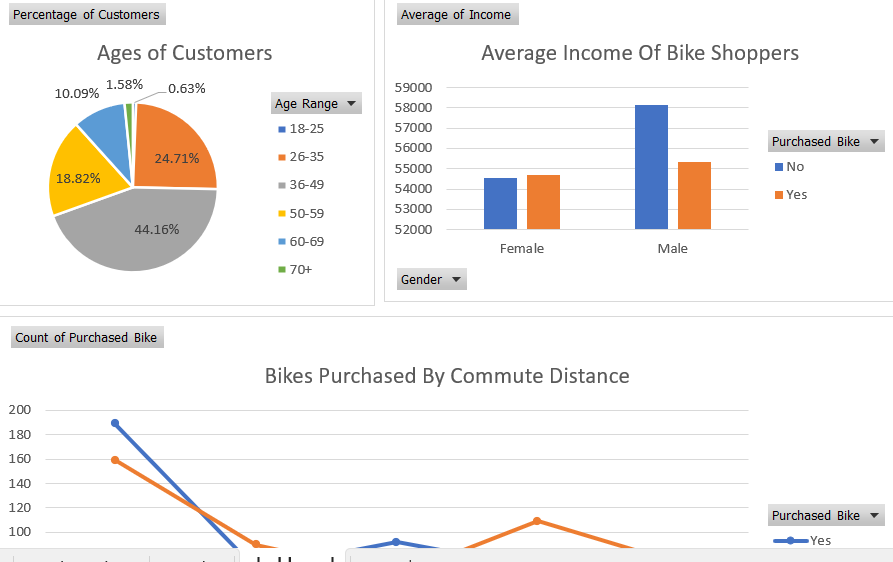 Percentage of Customers
Ages of Customers
10.09%
1.58%
0.63%
24.71%
18.82%
44.16%
Age Range
18-25
26-35
36-49
50-59
60-69
70+
Average of Income
Average Income Of Bike Shoppers
59000
58000
57000
56000
55000
54000
53000
52000
Female
Male
Purchased Bike
No
Yes
Gender
Count of Purchased Bike
Bikes Purchased By Commute Distance
200
180
160
140
120
100
Purchased Bike
Yes